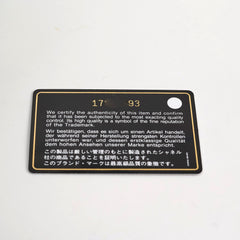 17 93
We certify the authenticity of this item and confirm
that it has been subjected to the most exacting quality
control. Its high quality is a symbol of the fine reputation
of the Trademark.
Wir bestätigen, dass es sich um einen Artikel handelt,
der während seiner Herstellung strengsten Kontrollen
unterworfen war, und dessen erstklassige Qualität
dem hohen Ansehen unserer Marke entspricht.
この製品は厳しい管理のもとに製造されたシャネル
社の商品であることを証明いたします。
このブランド・マークは最高級品質の象徴です。